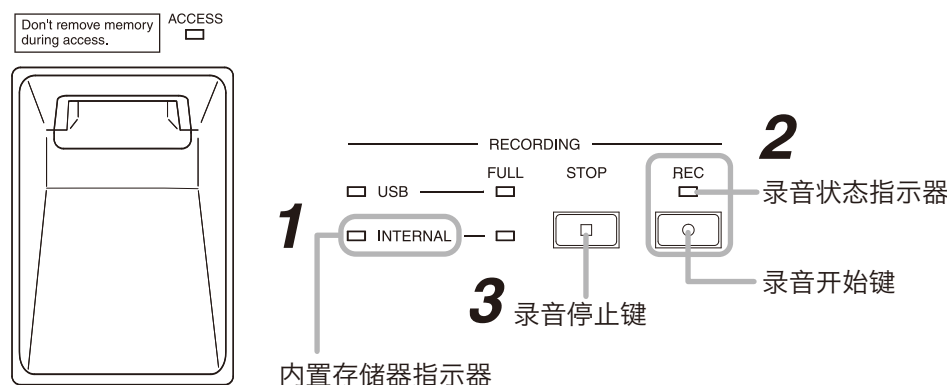 Don't remove memory
during access.
ACCESS
RECORDING
FULL
STOP
REC
USB
INTERNAL
1
2
录音状态指示器
录音开始键
3 录音停止键
内置存储器指示器